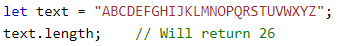 let text = "ABCDEFGHIJKLMNOPQRSTUVWXYZ";
text.length;    // Will return 26